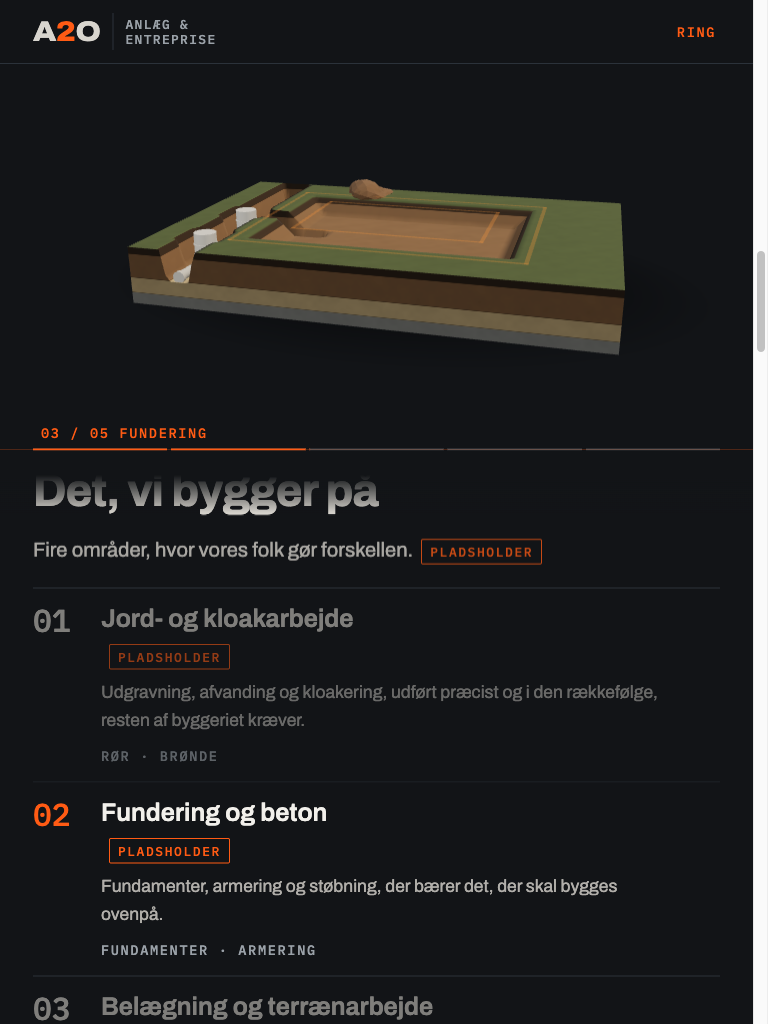 A2O
ANLÆG &
ENTREPRISE
RING
03 / 05 FUNDERING
Det, vi bygger på
Fire områder, hvor vores folk gør forskellen. PLADSHOLDER
01
Jord- og kloakarbejde
PLADSHOLDER
Udgravning, afvanding og kloakering, udført præcist og i den rækkefølge,
resten af byggeriet kræver.
RØR · BRØNDE
02
Fundering og beton
PLADSHOLDER
Fundamenter, armering og støbning, der bærer det, der skal bygges
ovenpå.
FUNDAMENTER · ARMERING
03
Belægning og terrænarbejde